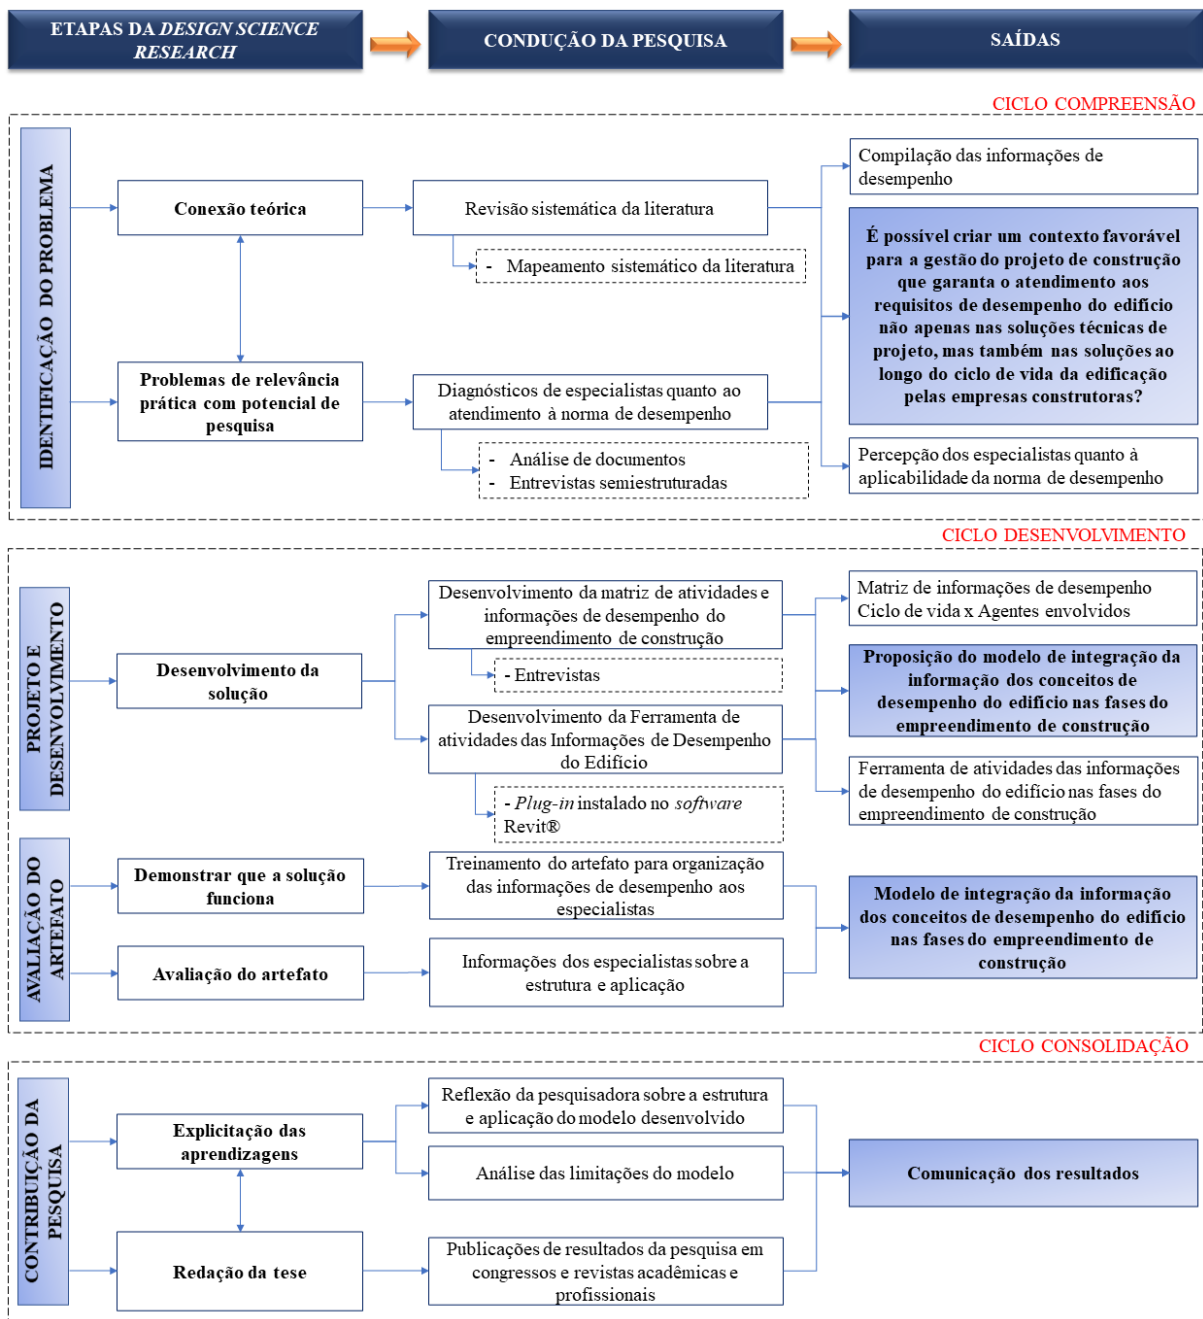 ETAPAS DA DESIGN SCIENCE
RESEARCH
CONDUÇÃO DA PESQUISA
SAÍDAS
CICLO COMPREENSÃO
IDENTIFICAÇÃO DO PROBLEMA
Conexão teórica
Revisão sistemática da literatura
- Mapeamento sistemático da literatura
Problemas de relevância
prática com potencial de
pesquisa
Diagnósticos de especialistas quanto ao
atendimento à norma de desempenho
- Análise de documentos
- Entrevistas semiestruturadas
Compilação das informações de
desempenho
É possível criar um contexto favorável
para a gestão do projeto de construção
que garanta o atendimento aos
requisitos de desempenho do edifício
não apenas nas soluções técnicas de
projeto, mas também nas soluções ao
longo do ciclo de vida da edificação
pelas empresas construtoras?
Percepção dos especialistas quanto à
aplicabilidade da norma de desempenho
CICLO DESENVOLVIMENTO
PROJETO E
DESENVOLVIMENTO
Desenvolvimento da
solução
Desenvolvimento da matriz de atividades e
informações de desempenho do
empreendimento de construção
- Entrevistas
Desenvolvimento da Ferramenta de
atividades das Informações de Desempenho
do Edifício
- Plug-in instalado no software
Revit®
Matriz de informações de desempenho
Ciclo de vida x Agentes envolvidos
Proposição do modelo de integração da
informação dos conceitos de
desempenho do edifício nas fases do
empreendimento de construção
Ferramenta de atividades das informações
de desempenho do edifício nas fases do
empreendimento de construção
AVALIAÇÃO DO
ARTEFATO
Demonstrar que a solução
funciona
Treinamento do artefato para organização
das informações de desempenho aos
especialistas
Avaliação do artefato
Informações dos especialistas sobre a
estrutura e aplicação
Modelo de integração da informação
dos conceitos de desempenho do edifício
nas fases do empreendimento de
construção
CICLO CONSOLIDAÇÃO
CONTRIBUIÇÃO DA
PESQUISA
Explicitação das
aprendizagens
Reflexão da pesquisadora sobre a estrutura
e aplicação do modelo desenvolvido
Análise das limitações do modelo
Redação da tese
Publicações de resultados da pesquisa em
congressos e revistas acadêmicas e
profissionais
Comunicação dos resultados